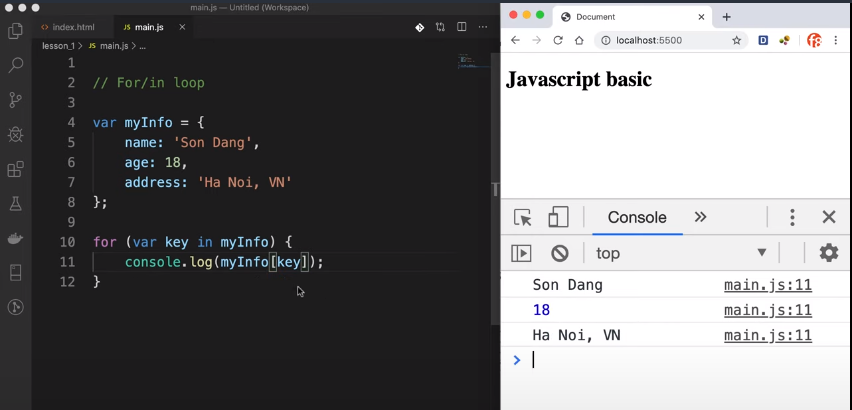 main.js — Untitled (Workspace)
index.html
main.js
lesson_1 > main.js > ...
1
2 // For/in loop
3
4 var myInfo = {
5 name: 'Son Dang',
6 age: 18,
7 address: 'Ha Noi, VN'
8 };
9
10 for (var key in myInfo) {
11 console.log(myInfo[key]);
12 }
Document
localhost:5500
Javascript basic
Console
top
Son Dang main.js:11
18 main.js:11
Ha Noi, VN main.js:11